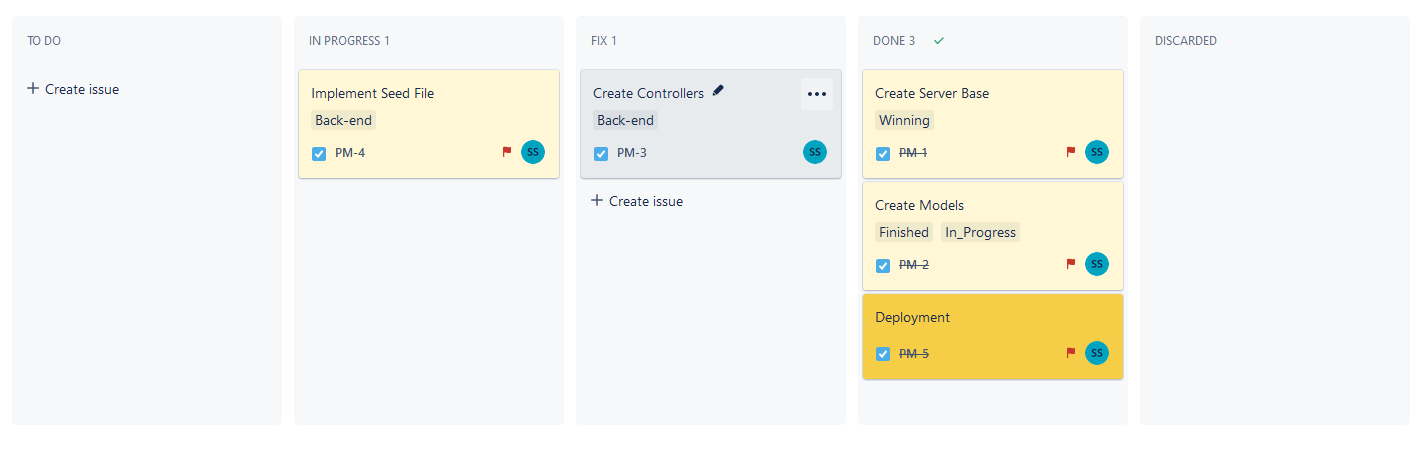 TO DO
Create issue
IN PROGRESS 1
Implement Seed File
Back-end
PM-4
SS
FIX 1
Create Controllers
Back-end
PM-3
SS
Create issue
DONE 3
Create Server Base
Winning
PM-1
SS
Create Models
Finished In_Progress
PM-2
SS
Deployment
PM-5
SS
DISCARDED